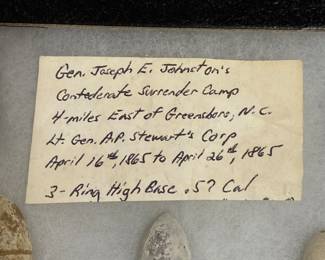 Gen. Joseph E. Johnston's
Confederate Surrender Camp
4-miles East of Greensboro, N.C.
Lt. Gen. A.P. Stewart's Corp
April 16th, 1865 to April 26th, 1865
3-Ring High Base .57 Cal